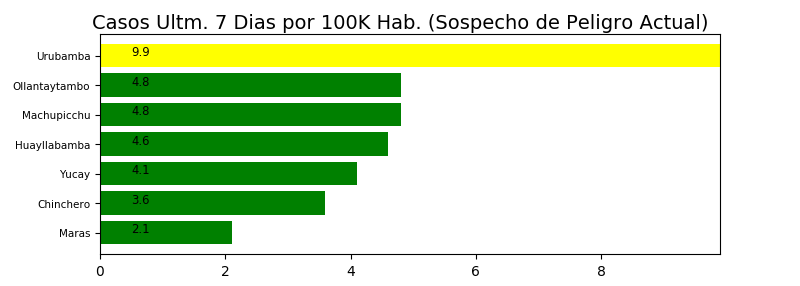 Casos Ultm. 7 Dias por 100K Hab. (Sospecho de Peligro Actual)
Urubamba 9.9
Ollantaytambo 4.8
Machupicchu 4.8
Huayllabamba 4.6
Yucay 4.1
Chinchero 3.6
Maras 2.1
0 2 4 6 8